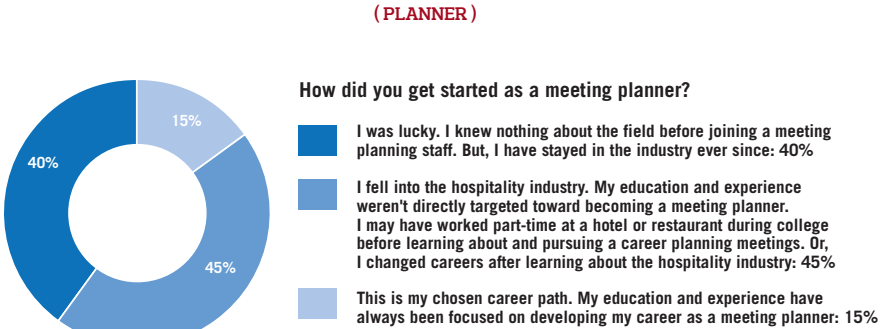 ( PLANNER )
How did you get started as a meeting planner?
15%
40%
45%
I was lucky. I knew nothing about the field before joining a meeting
planning staff. But, I have stayed in the industry ever since: 40%
I fell into the hospitality industry. My education and experience
weren't directly targeted toward becoming a meeting planner.
I may have worked part-time at a hotel or restaurant during college
before learning about and pursuing a career planning meetings. Or,
I changed careers after learning about the hospitality industry: 45%
This is my chosen career path. My education and experience have
always been focused on developing my career as a meeting planner: 15%